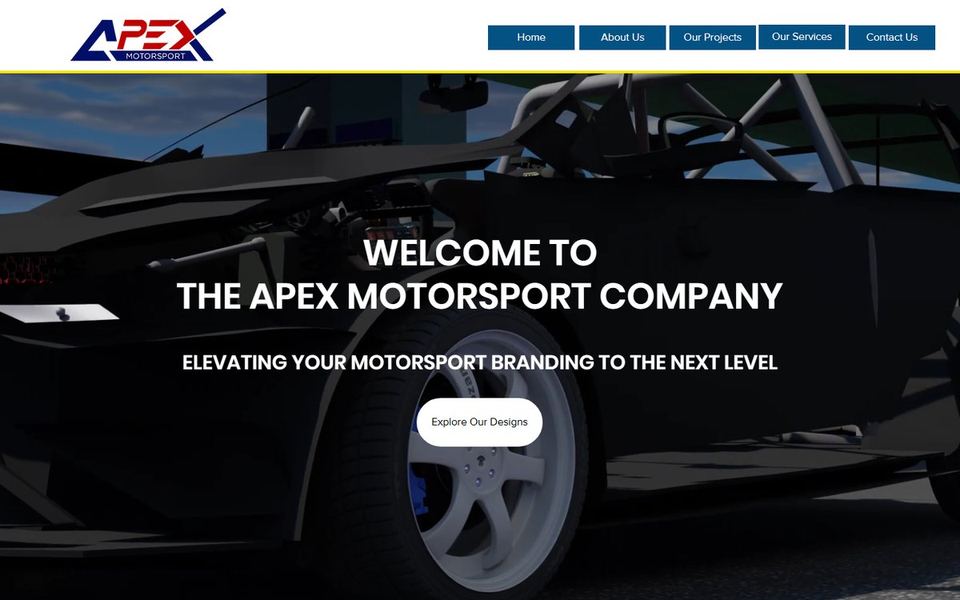 APEX
MOTORSPORT
Home
About Us
Our Projects
Our Services
Contact Us
WELCOME TO
THE APEX MOTORSPORT COMPANY
ELEVATING YOUR MOTORSPORT BRANDING TO THE NEXT LEVEL
Explore Our Designs